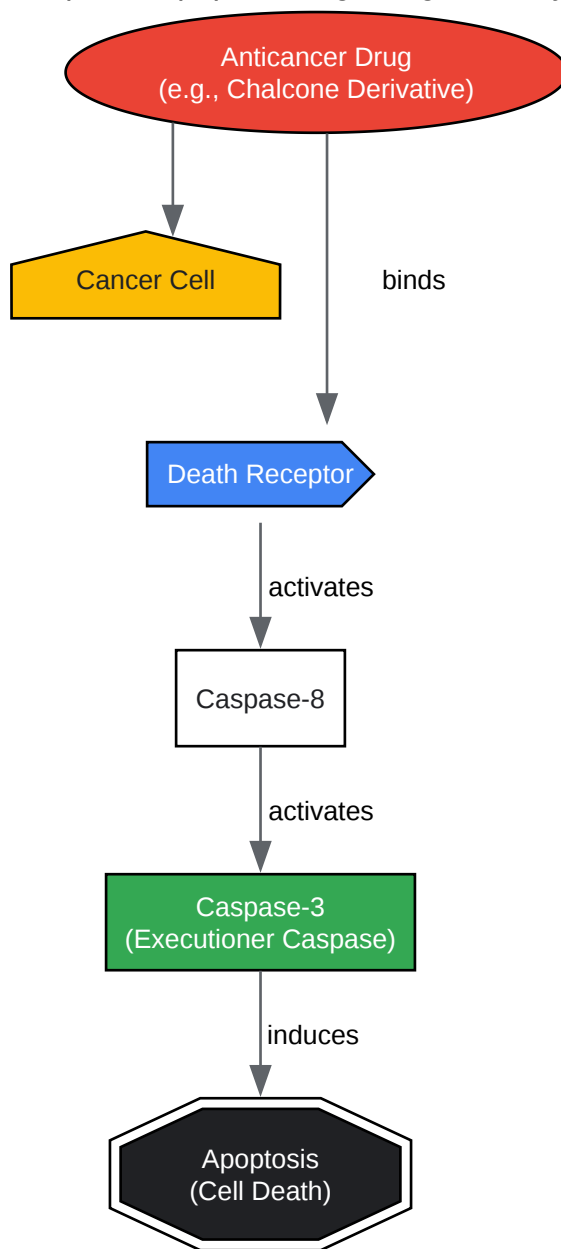 Anticancer Drug
(e.g., Chalcone Derivative)
Cancer Cell
binds
Death Receptor
activates
Caspase-8
activates
Caspase-3
(Executioner Caspase)
induces
Apoptosis
(Cell Death)